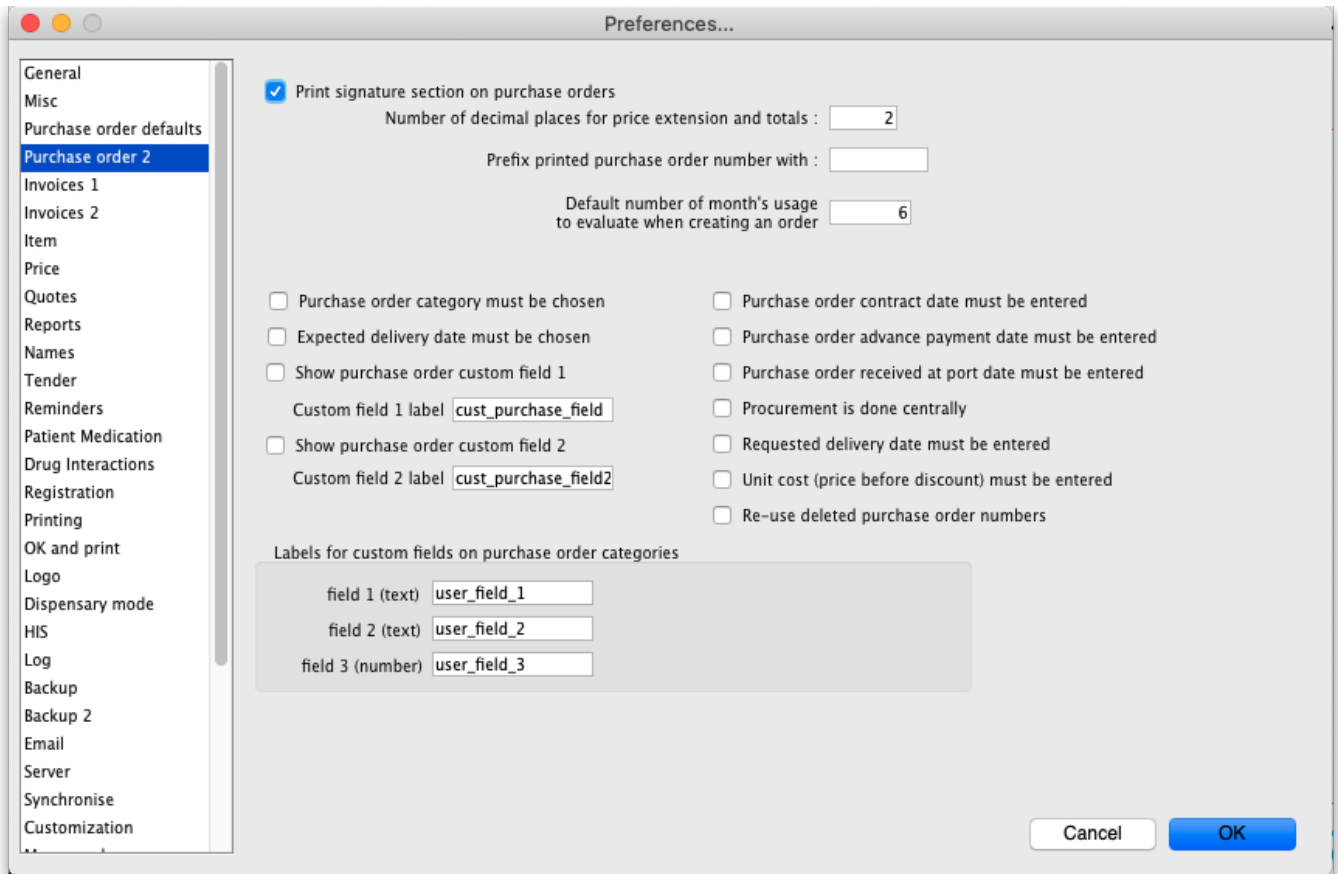 Preferences...
General
Misc
Purchase order defaults
Purchase order 2
Invoices 1
Invoices 2
Item
Price
Quotes
Reports
Names
Tender
Reminders
Patient Medication
Drug Interactions
Registration
Printing
OK and print
Logo
Dispensary mode
HIS
Log
Backup
Backup 2
Email
Server
Synchronise
Customization
Print signature section on purchase orders
Number of decimal places for price extension and totals : 2
Prefix printed purchase order number with :
Default number of month's usage
to evaluate when creating an order 6
Purchase order category must be chosen
Expected delivery date must be chosen
Show purchase order custom field 1
Custom field 1 label cust_purchase_field
Show purchase order custom field 2
Custom field 2 label cust_purchase_field2
Purchase order contract date must be entered
Purchase order advance payment date must be entered
Purchase order received at port date must be entered
Procurement is done centrally
Requested delivery date must be entered
Unit cost (price before discount) must be entered
Re-use deleted purchase order numbers
Labels for custom fields on purchase order categories
field 1 (text) user_field_1
field 2 (text) user_field_2
field 3 (number) user_field_3
Cancel
OK